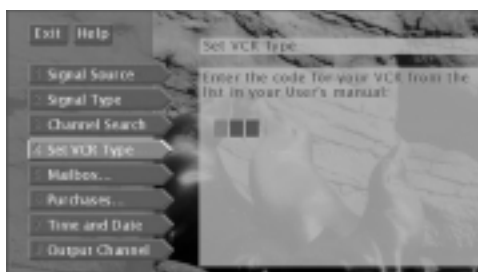 Exit Help
Set VCR Type
Signal Source
Signal Type
Channel Search
4 Set VCR Type
Mailbox...
Purchases...
Time and Date
Output Channel
Enter the code for your VCR from the
list in your User's manual: